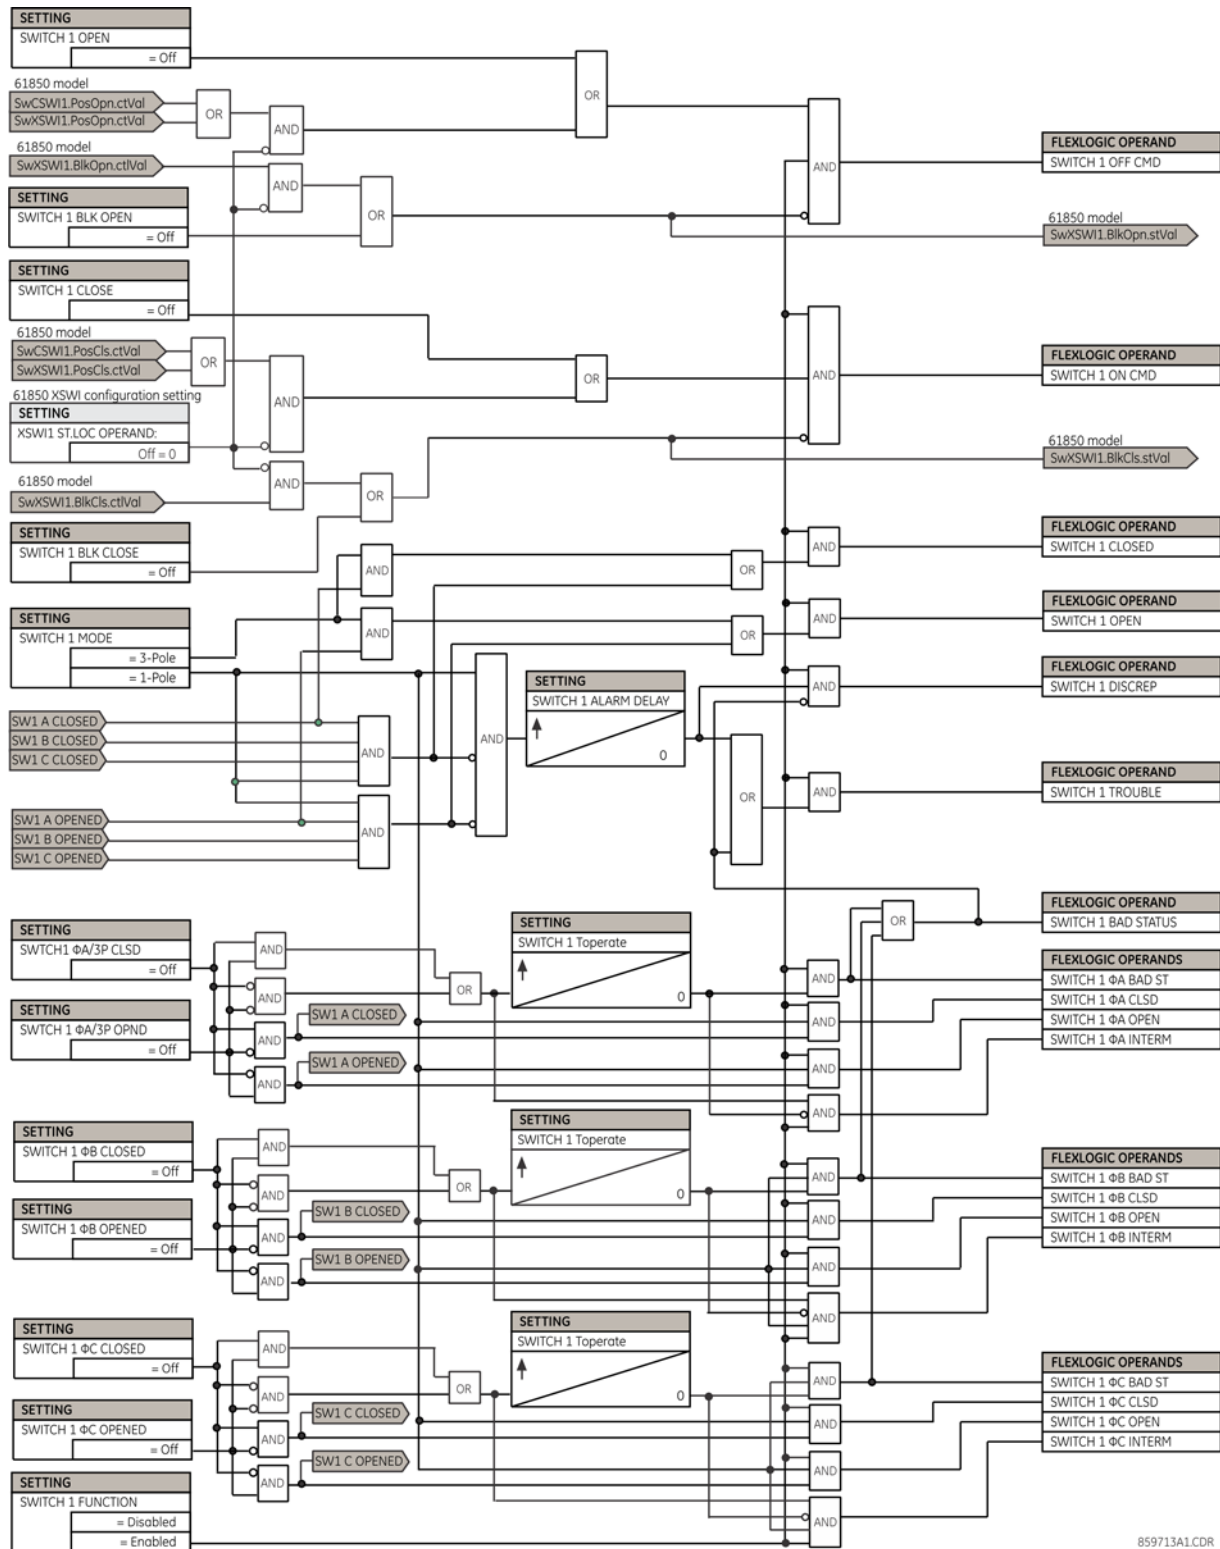 SETTING
SWITCH 1 OPEN
= Off
OR
61850 model
SwCSWI1.PosOpn.ctVal
SwXSWI1.PosOpn.ctVal
OR
AND
AND
FLEXLOGIC OPERAND
SWITCH 1 OFF CMD
61850 model
SwXSWI1.BlkOpn.ctlVal
AND
SETTING
SWITCH 1 BLK OPEN
= Off
OR
61850 model
SwXSWI1.BlkOpn.stVal
SETTING
SWITCH 1 CLOSE
= Off
61850 model
SwCSWI1.PosCls.ctVal
SwXSWI1.PosCls.ctVal
OR
AND
OR
AND
FLEXLOGIC OPERAND
SWITCH 1 ON CMD
61850 XSWI configuration setting
SETTING
XSWI1 ST.LOC OPERAND:
Off = 0
61850 model
SwXSWI1.BlkCls.stVal
61850 model
SwXSWI1.BlkCls.ctlVal
AND
OR
SETTING
SWITCH 1 BLK CLOSE
= Off
AND
OR
AND
FLEXLOGIC OPERAND
SWITCH 1 CLOSED
SETTING
SWITCH 1 MODE
= 3-Pole
= 1-Pole
AND
OR
AND
FLEXLOGIC OPERAND
SWITCH 1 OPEN
SETTING
SWITCH 1 ALARM DELAY
0
AND
FLEXLOGIC OPERAND
SWITCH 1 DISCREP
SW1 A CLOSED
SW1 B CLOSED
SW1 C CLOSED
AND
AND
OR
AND
FLEXLOGIC OPERAND
SWITCH 1 TROUBLE
SW1 A OPENED
SW1 B OPENED
SW1 C OPENED
AND
OR
FLEXLOGIC OPERAND
SWITCH 1 BAD STATUS
SETTING
SWTCH1 ΦA/3P CLSD
= Off
AND
AND
OR
SETTING
SWITCH 1 Toperate
0
AND
FLEXLOGIC OPERANDS
SWITCH 1 ΦA BAD ST
SWITCH 1 ΦA CLSD
SWITCH 1 ΦA OPEN
SWITCH 1 ΦA INTERM
SETTING
SWTCH 1 ΦA/3P OPND
= Off
AND
SW1 A CLOSED
AND
AND
SW1 A OPENED
AND
AND
SETTING
SWITCH 1 ΦB CLOSED
= Off
AND
AND
OR
SETTING
SWITCH 1 Toperate
0
AND
FLEXLOGIC OPERANDS
SWITCH 1 ΦB BAD ST
SWITCH 1 ΦB CLSD
SWITCH 1 ΦB OPEN
SWITCH 1 ΦB INTERM
SETTING
SWITCH 1 ΦB OPENED
= Off
AND
SW1 B CLOSED
AND
AND
SW1 B OPENED
AND
AND
SETTING
SWITCH 1 ΦC CLOSED
= Off
AND
AND
OR
SETTING
SWITCH 1 Toperate
0
AND
FLEXLOGIC OPERANDS
SWITCH 1 ΦC BAD ST
SWITCH 1 ΦC CLSD
SWITCH 1 ΦC OPEN
SWITCH 1 ΦC INTERM
SETTING
SWITCH 1 ΦC OPENED
= Off
AND
SW1 C CLOSED
AND
AND
SW1 C OPENED
AND
AND
SETTING
SWITCH 1 FUNCTION
= Disabled
= Enabled
859713A1.CDR